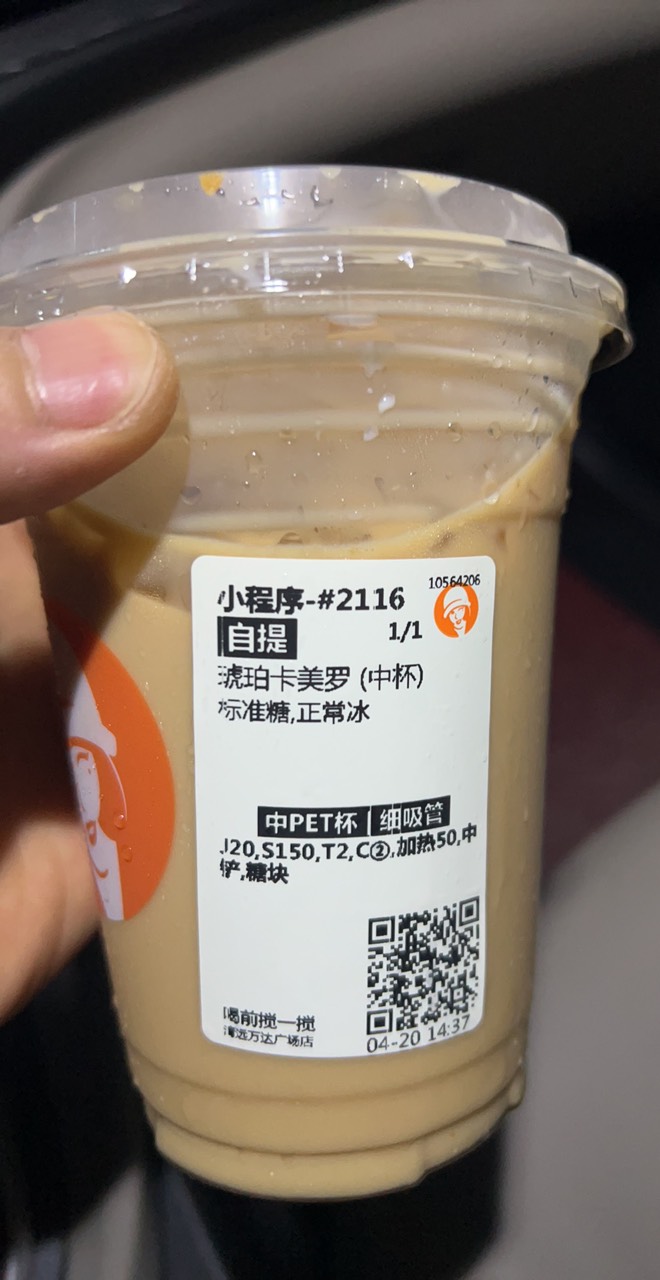 10564206
小程序-#2116
自提 1/1
琥珀卡美罗 (中杯)
标准糖,正常冰
中PET杯 细吸管
J20,S150,T2,C②,加热50,中
铲,糖块
喝前搅一搅
清远万达广场店
04-20 14:37